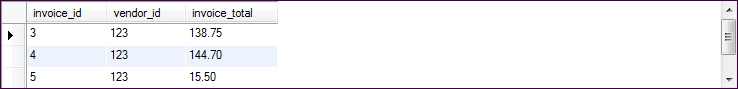 invoice_id vendor_id invoice_total
3 123 138.75
4 123 144.70
5 123 15.50